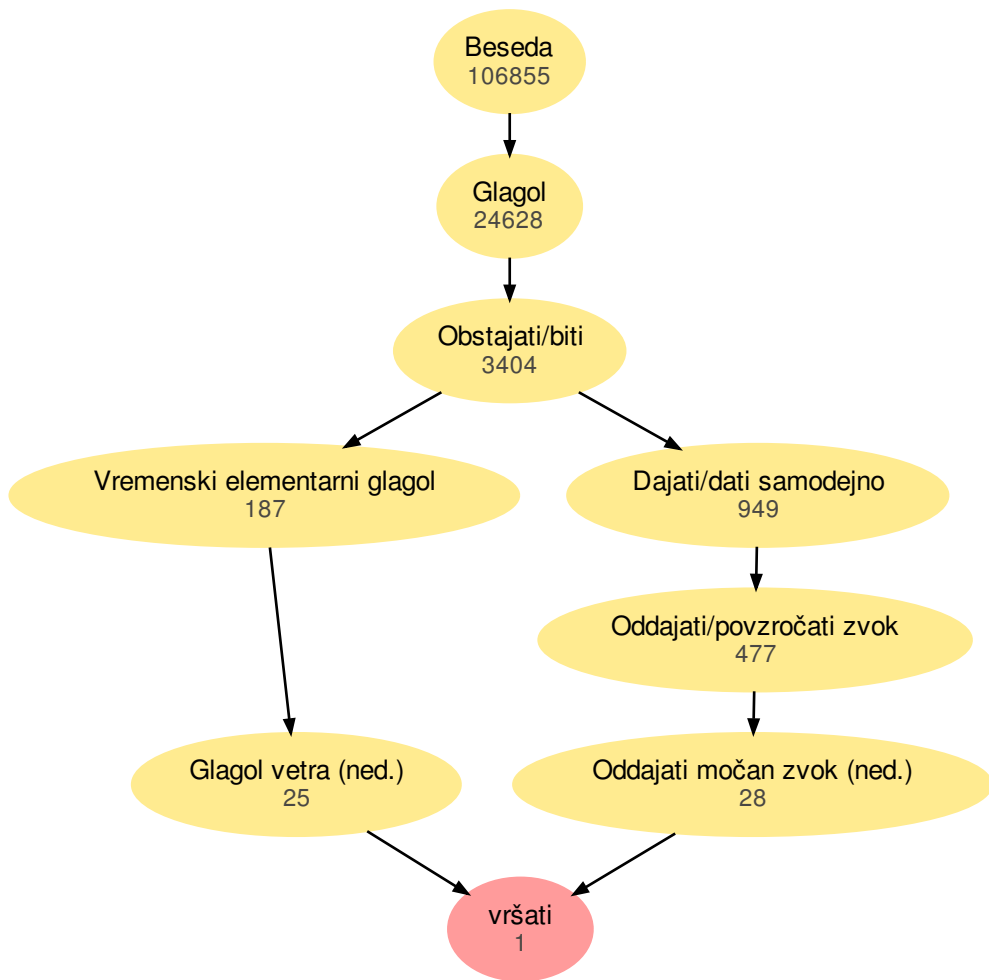 Beseda
106855
Glagol
24628
Obstajati/biti
3404
Vremenski elementarni glagol
187
Dajati/dati samodejno
949
Oddajati/povzročati zvok
477
Glagol vetra (ned.)
25
Oddajati močan zvok (ned.)
28
vršati
1